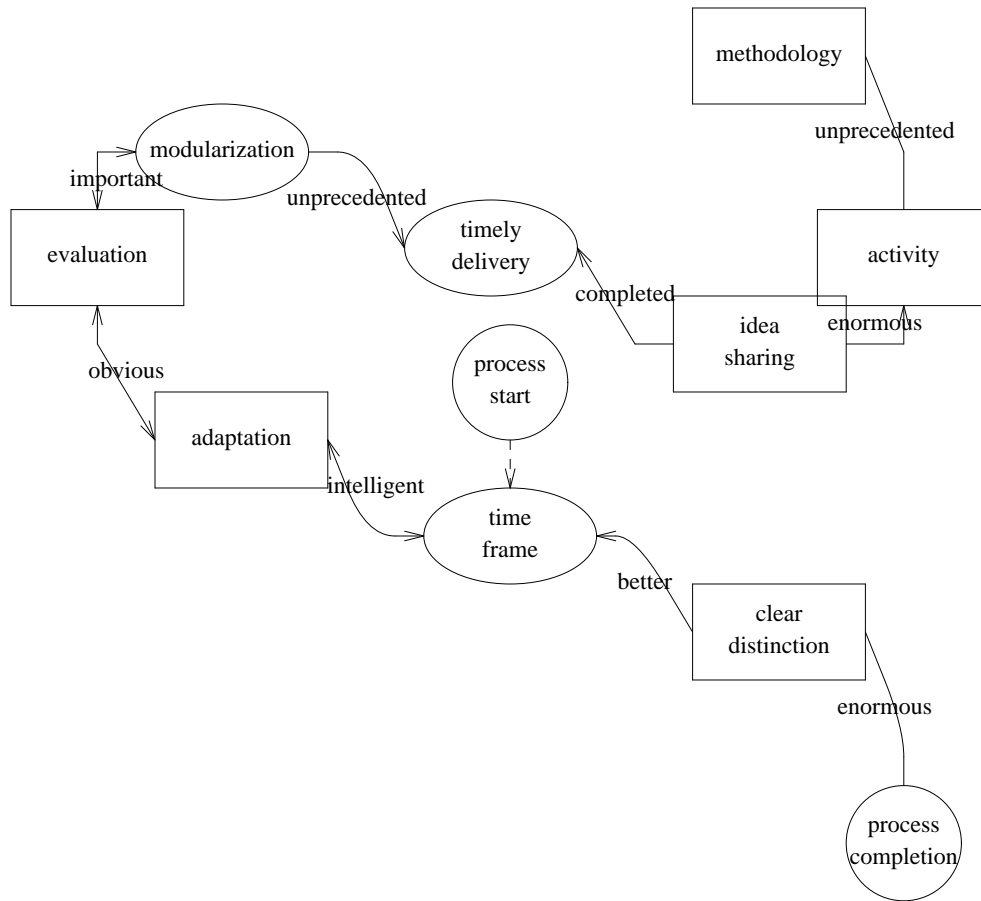 methodology
unprecedented
modularization
important
unprecedented
timely
delivery
evaluation
activity
completed
idea
sharing
enormous
process
start
obvious
adaptation
intelligent
time
frame
better
clear
distinction
enormous
process
completion